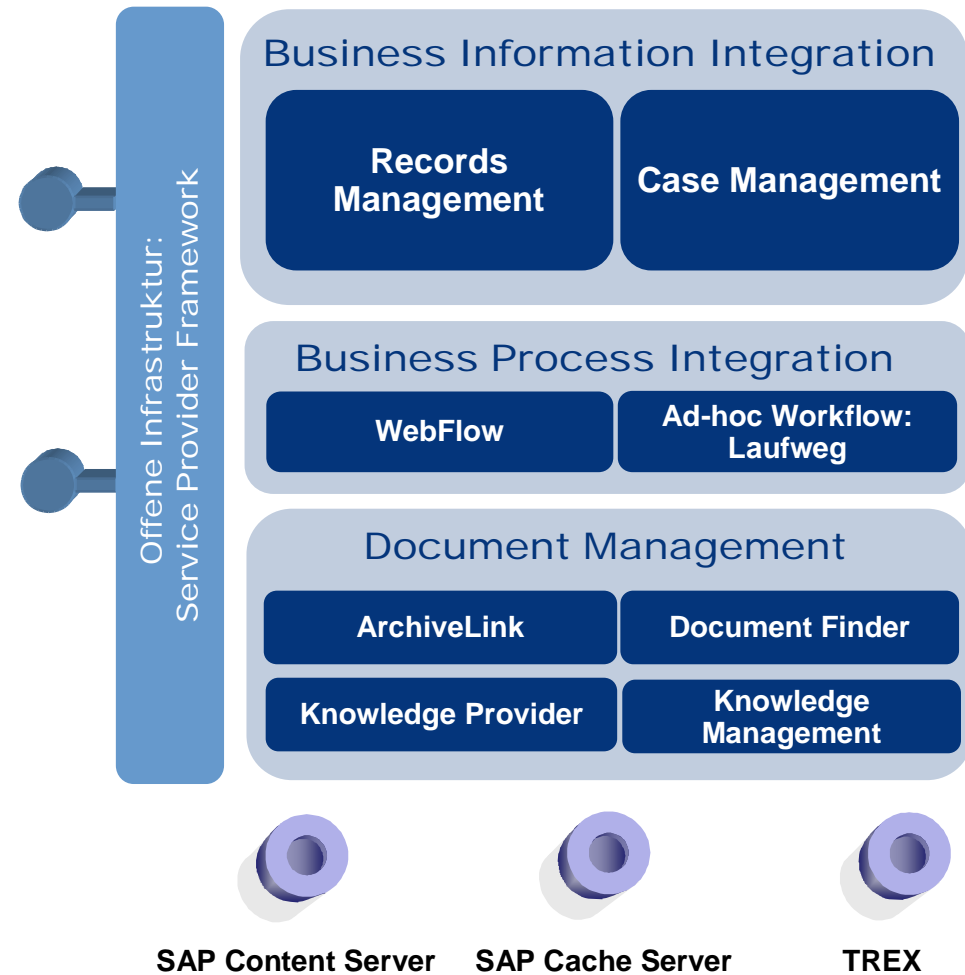 Offene Infrastruktur:
Service Provider Framework
Business Information Integration
Records
Management
Case Management
Business Process Integration
WebFlow
Ad-hoc Workflow:
Laufweg
Document Management
ArchiveLink
Document Finder
Knowledge Provider
Knowledge
Management
SAP Content Server
SAP Cache Server
TREX